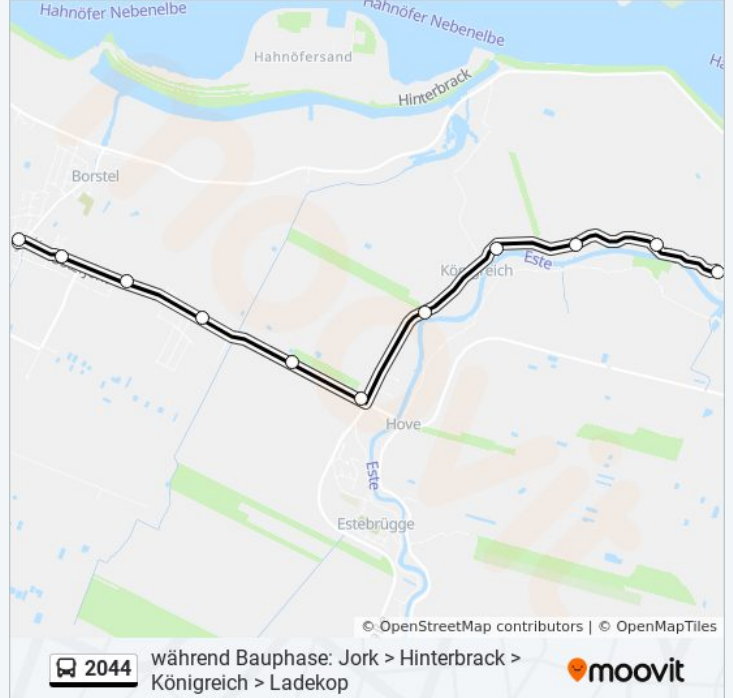 Hahnöfer Nebenelbe
Hahnöfer Nebenelbe
Hahnöfersand
Hinterbrack
Borstel
Königreich
Este
Hove
Este
Estebrügge
© OpenStreetMap contributors | © OpenMapTiles
2044
während Bauphase: Jork > Hinterbrack >
Königreich > Ladekop
moovit
moovit